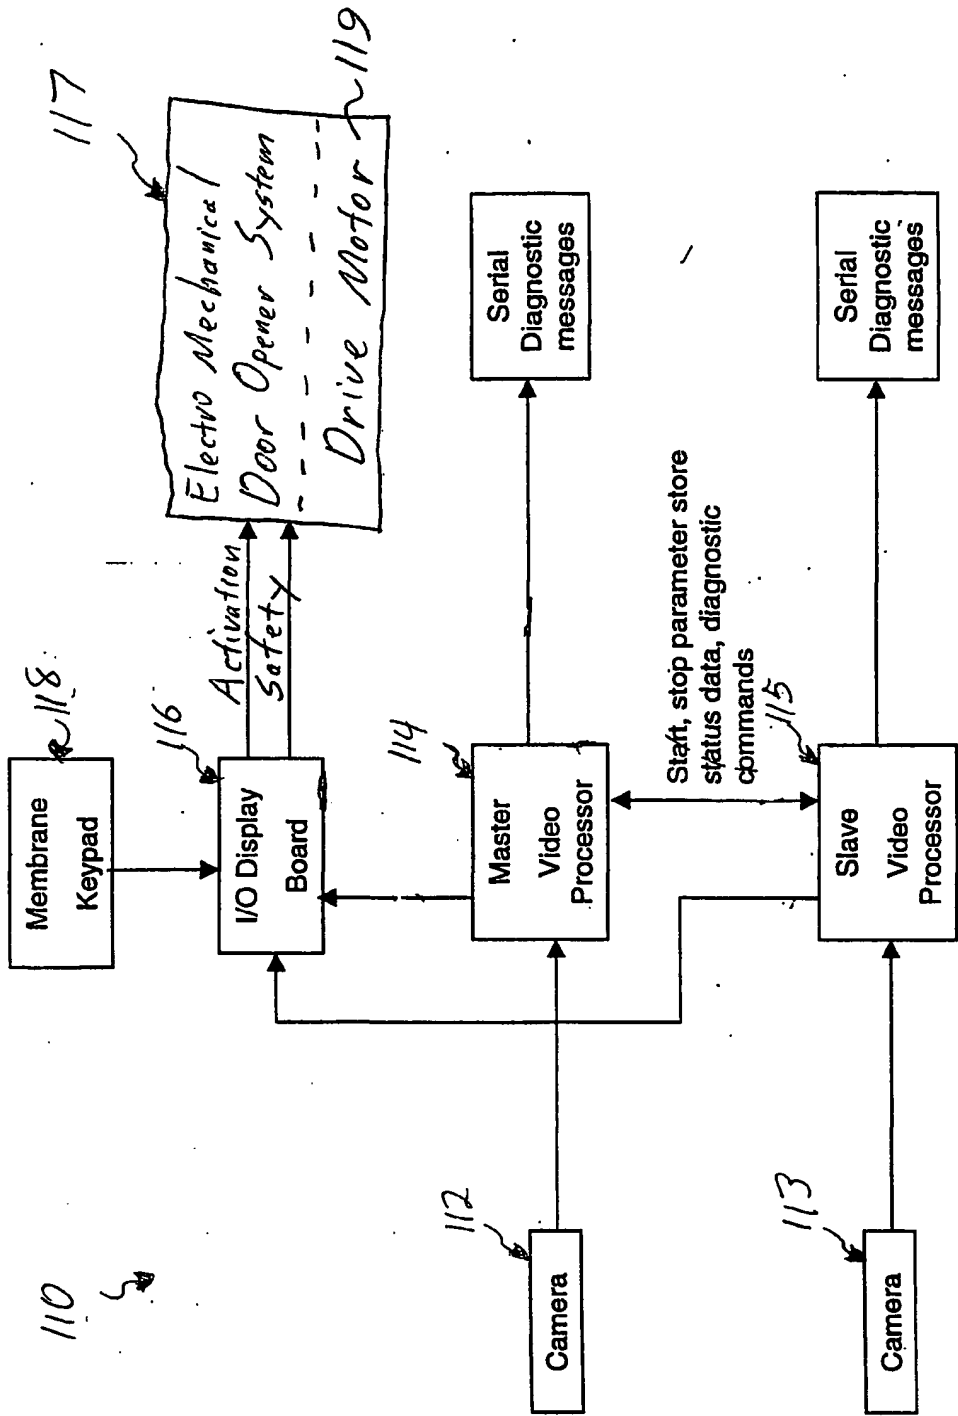 110
Membrane
Keypad
118
116
I/O Display
Board
Activation
Safety
117
Electro Mechanical
Door Opener System
Drive Motor
119
112
Camera
114
Master
Video
Processor
Serial
Diagnostic
messages
Staft, stop parameter store
status data, diagnostic
commands
113
Camera
115
Slave
Video
Processor
Serial
Diagnostic
messages